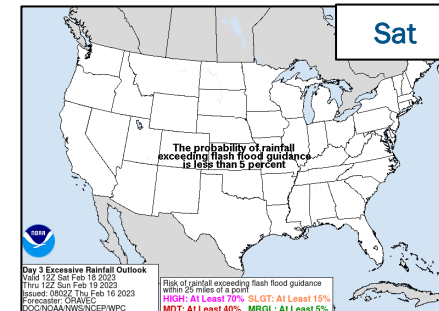 Sat
The probability of rainfall
exceeding flash flood guidance
is less than 5 percent
NOAA
Day 3 Excessive Rainfall Outlook
Valid 12Z Sat Feb 18 2023
Thru 12Z Sun Feb 19 2023
Issued: 0802Z Thu Feb 16 2023
Forecaster: ORAVEC
DOC/NOAA/NWS/NCEP/WPC
Risk of rainfall exceeding flash flood guidance
within 25 miles of a point
HIGH: At Least 70% SLGT: At Least 15%
MDT: At Least 40% MRGL: At Least 5%